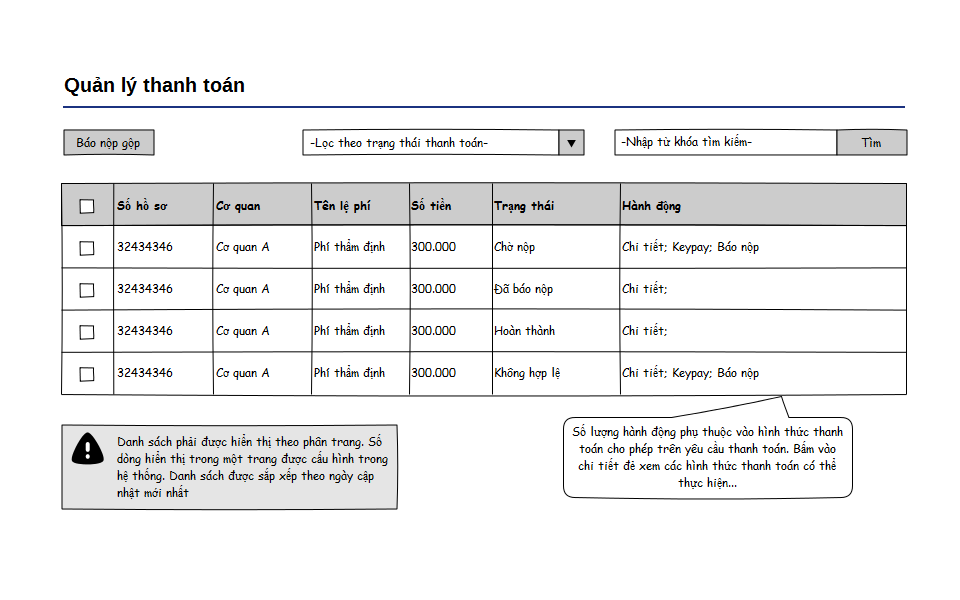 Quản lý thanh toán
Báo nộp gộp
-Lọc theo trạng thái thanh toán-
-Nhập từ khóa tìm kiếm-
Tìm
Số hồ sơ Cơ quan Tên lệ phí Số tiền Trạng thái Hành động
32434346 Cơ quan A Phí thẩm định 300.000 Chờ nộp Chi tiết; Keypay; Báo nộp
32434346 Cơ quan A Phí thẩm định 300.000 Đã báo nộp Chi tiết;
32434346 Cơ quan A Phí thẩm định 300.000 Hoàn thành Chi tiết;
32434346 Cơ quan A Phí thẩm định 300.000 Không hợp lệ Chi tiết; Keypay; Báo nộp
Danh sách phải được hiển thị theo phân trang. Số
dòng hiển thị trong một trang được cấu hình trong
hệ thống. Danh sách được sắp xếp theo ngày cập
nhật mới nhất
Số lượng hành động phụ thuộc vào hình thức thanh
toán cho phép trên yêu cầu thanh toán. Bấm vào
chi tiết để xem các hình thức thanh toán có thể
thực hiện...